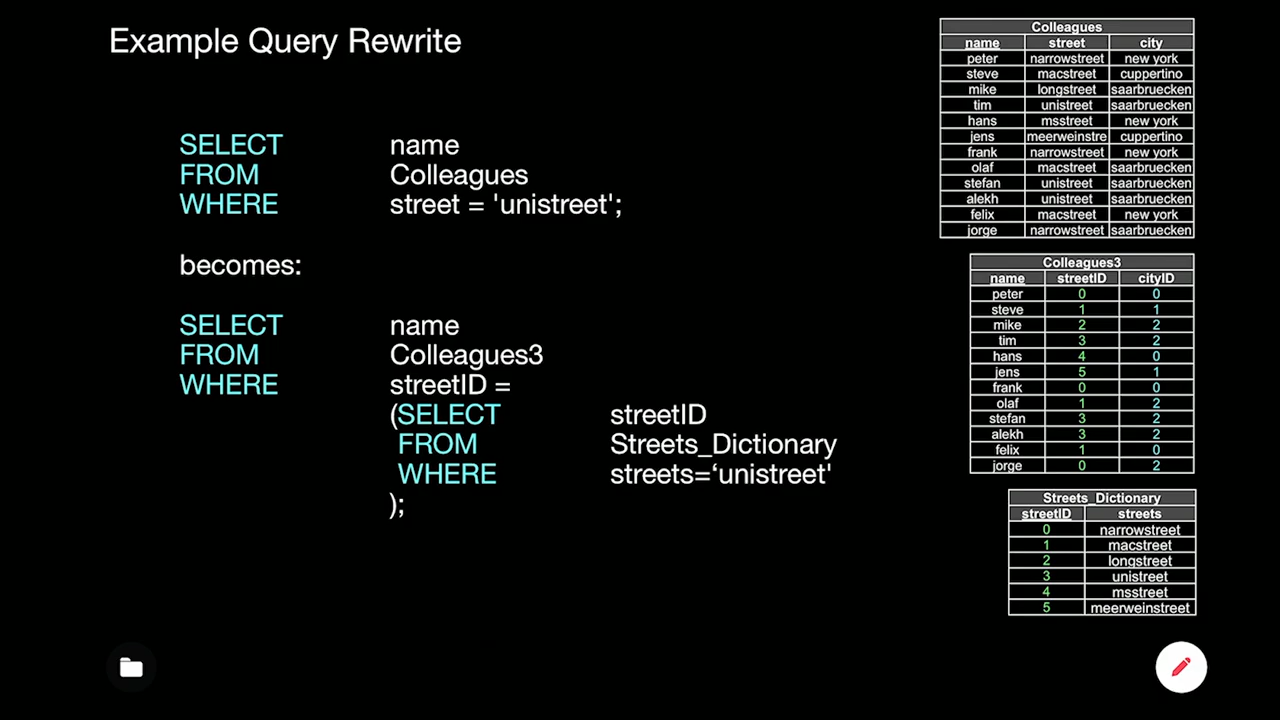 Example Query Rewrite
SELECT name
FROM Colleagues
WHERE street = 'unistreet';
becomes:
SELECT name
FROM Colleagues3
WHERE streetID =
(SELECT streetID
FROM Streets_Dictionary
WHERE streets=‘unistreet'
);
Colleagues
name street city
peter narrowstreet new york
steve macstreet cuppertino
mike longstreet saarbruecken
tim unistreet saarbruecken
hans msstreet new york
jens meerweinstre cuppertino
frank narrowstreet new york
olaf macstreet saarbruecken
stefan unistreet saarbruecken
alekh unistreet saarbruecken
felix macstreet new york
jorge narrowstreet saarbruecken
Colleagues3
name streetID cityID
peter 0 0
steve 1 1
mike 2 2
tim 3 2
hans 4 0
jens 5 1
frank 0 0
olaf 1 2
stefan 3 2
alekh 3 2
felix 1 0
jorge 0 2
Streets_Dictionary
streetID streets
0 narrowstreet
1 macstreet
2 longstreet
3 unistreet
4 msstreet
5 meerweinstreet